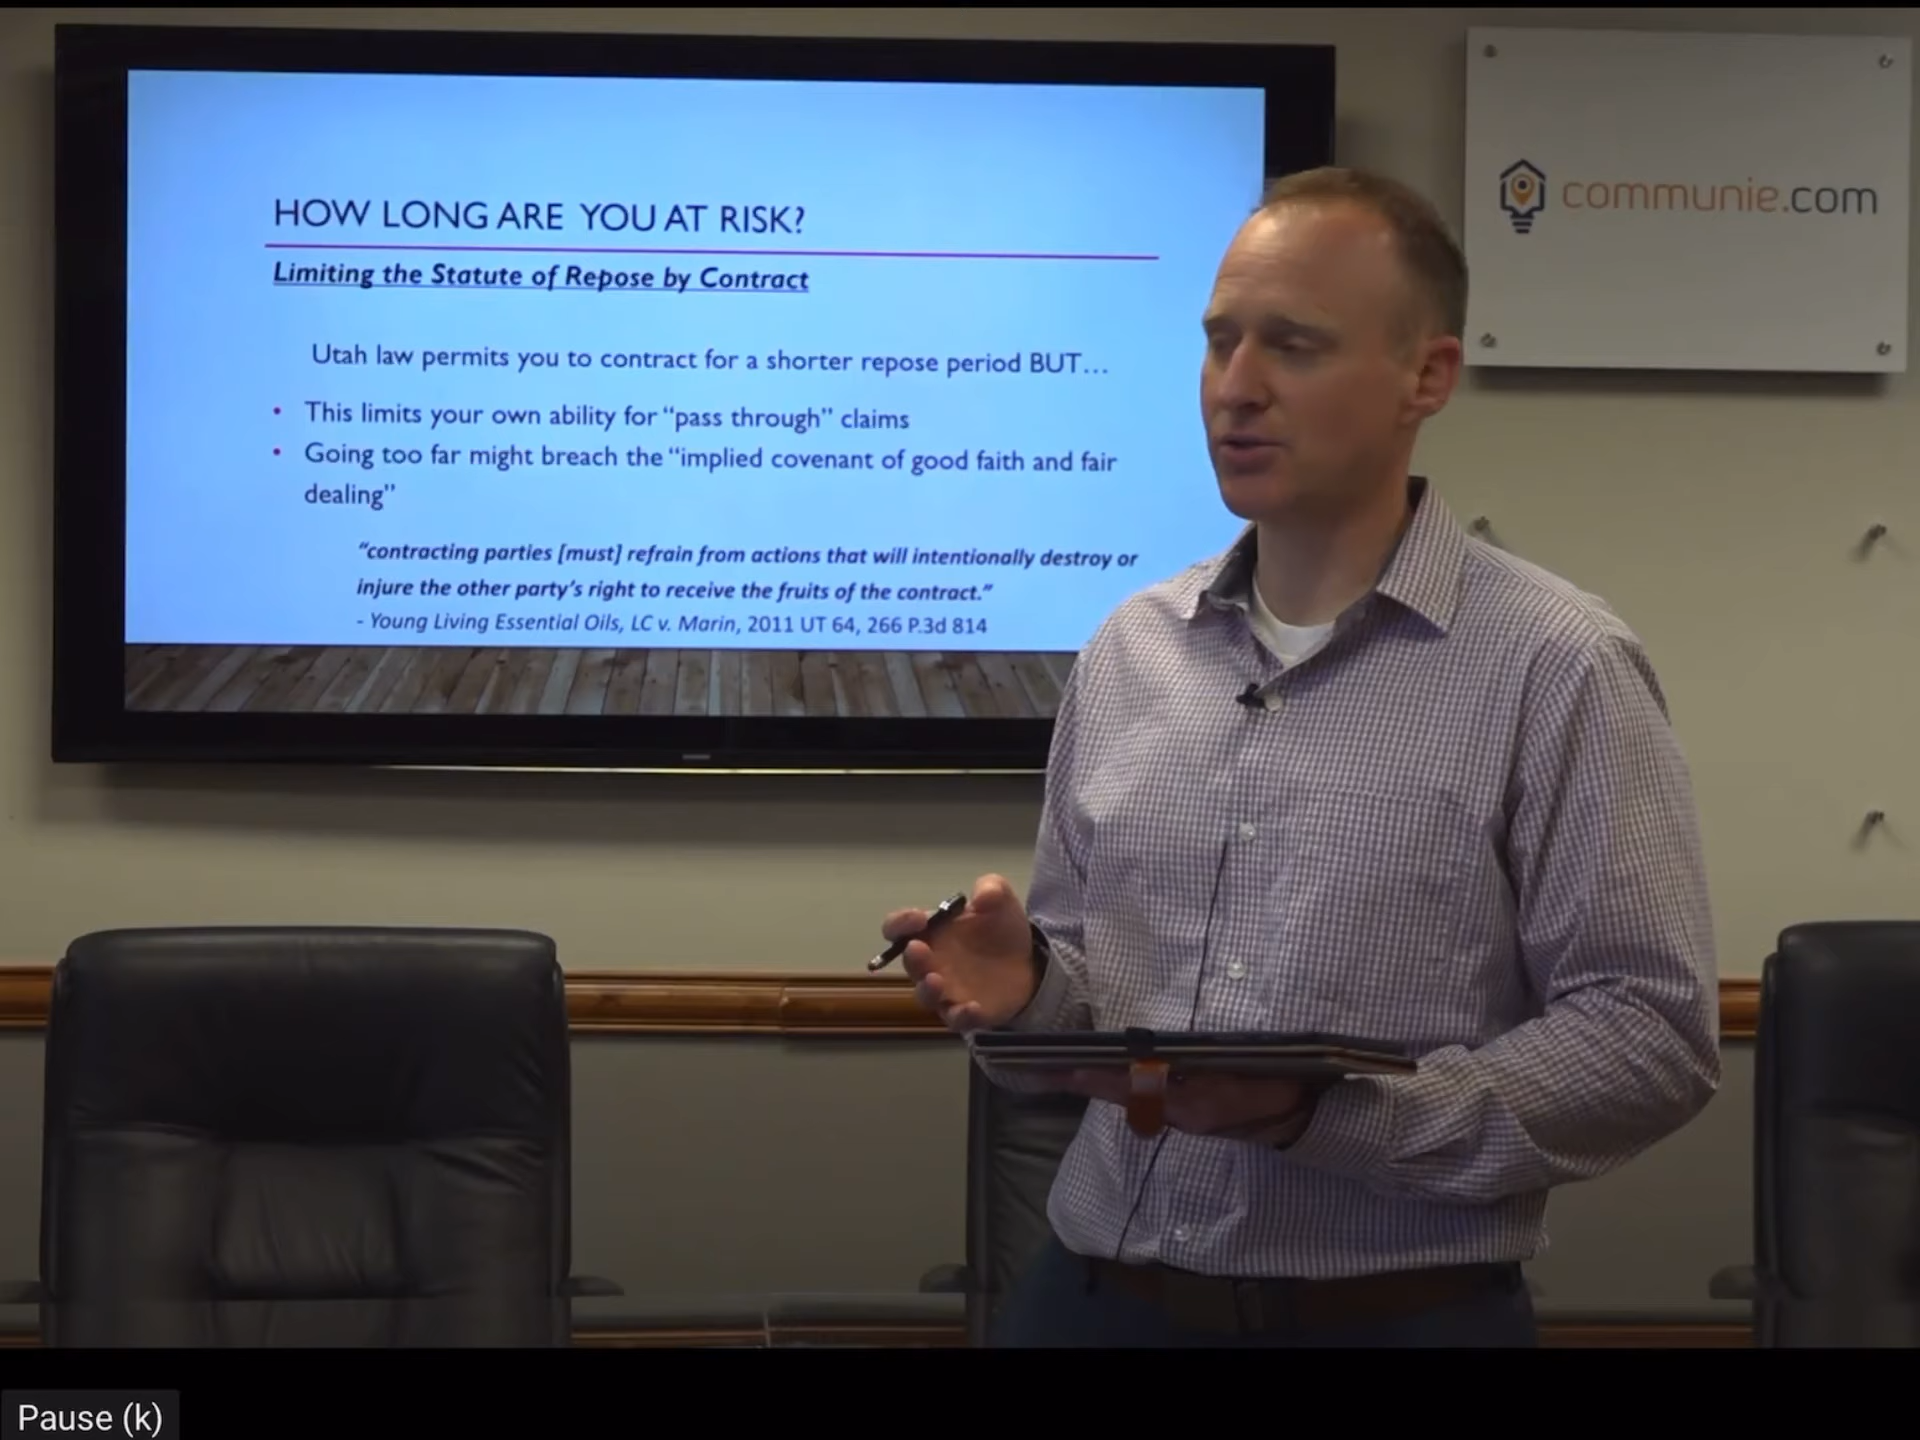 HOW LONG ARE YOU AT RISK?
Limiting the Statute of Repose by Contract
Utah law permits you to contract for a shorter repose period BUT...
• This limits your own ability for “pass through” claims
• Going too far might breach the “implied covenant of good faith and fair
dealing”
“contracting parties [must] refrain from actions that will intentionally destroy or
injure the other party’s right to receive the fruits of the contract.”
- Young Living Essential Oils, LC v. Marin, 2011 UT 64, 266 P.3d 814
communie.com
Pause (k)